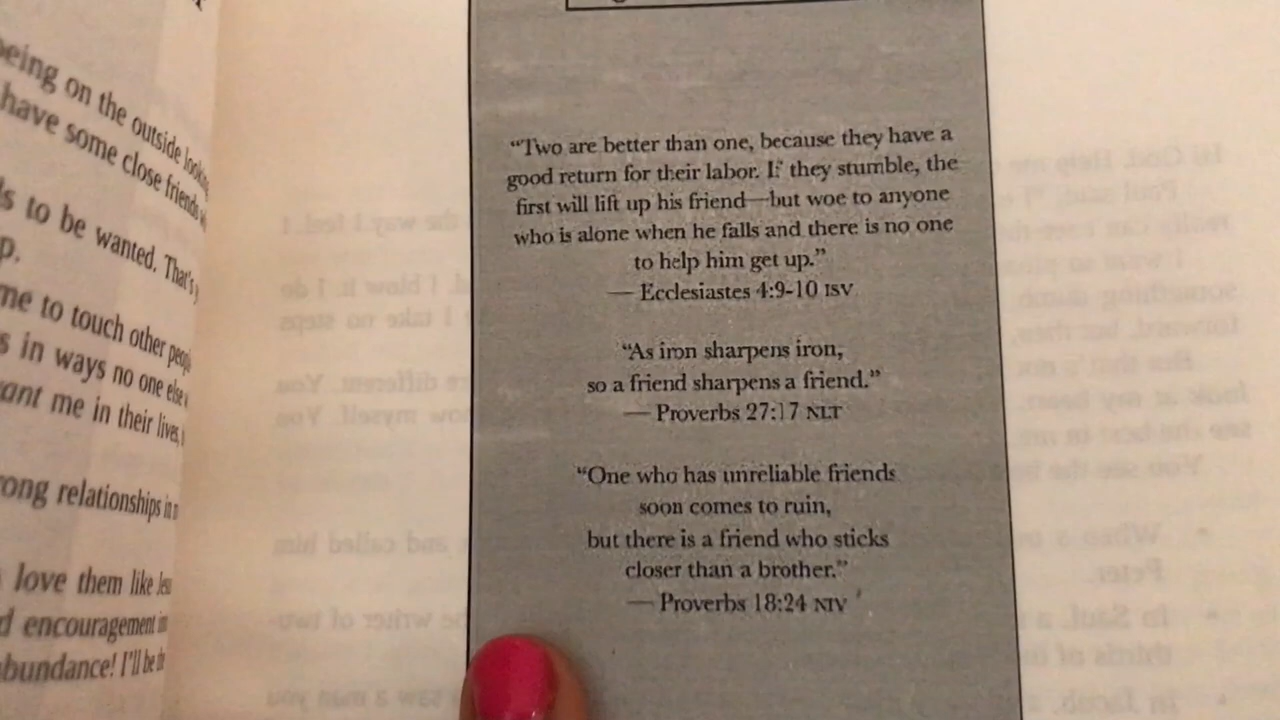 being on the outside looking
have some close friends
to be wanted. That's
me to touch other
in ways no one else
me in their lives,
relationships in
love them like
encouragement
abundance! I'll be
“Two are better than one, because they have a
good return for their labor. If they stumble, the
first will lift up his friend—but woe to anyone
who is alone when he falls and there is no one
to help him get up.”
— Ecclesiastes 4:9-10 ISV
“As iron sharpens iron,
so a friend sharpens a friend.”
— Proverbs 27:17 NLT
“One who has unreliable friends
soon comes to ruin,
but there is a friend who sticks
closer than a brother.”
— Proverbs 18:24 NIV